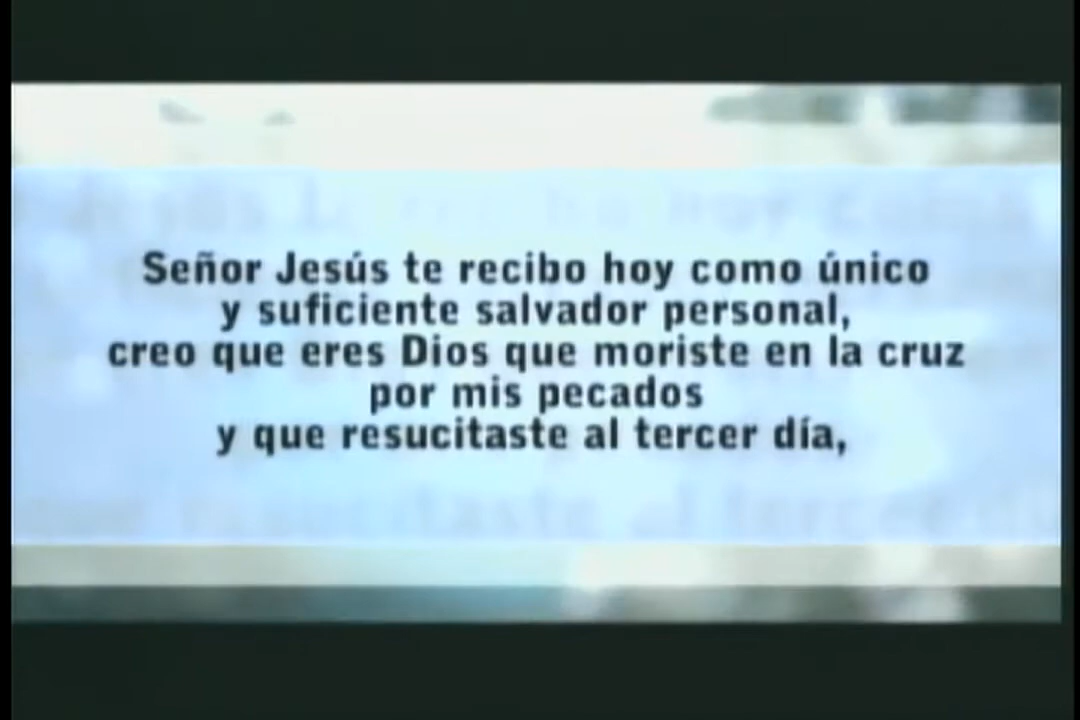 Señor Jesús te recibo hoy como único
y suficiente salvador personal,
creo que eres Dios que moriste en la cruz
por mis pecados
y que resucitaste al tercer día,